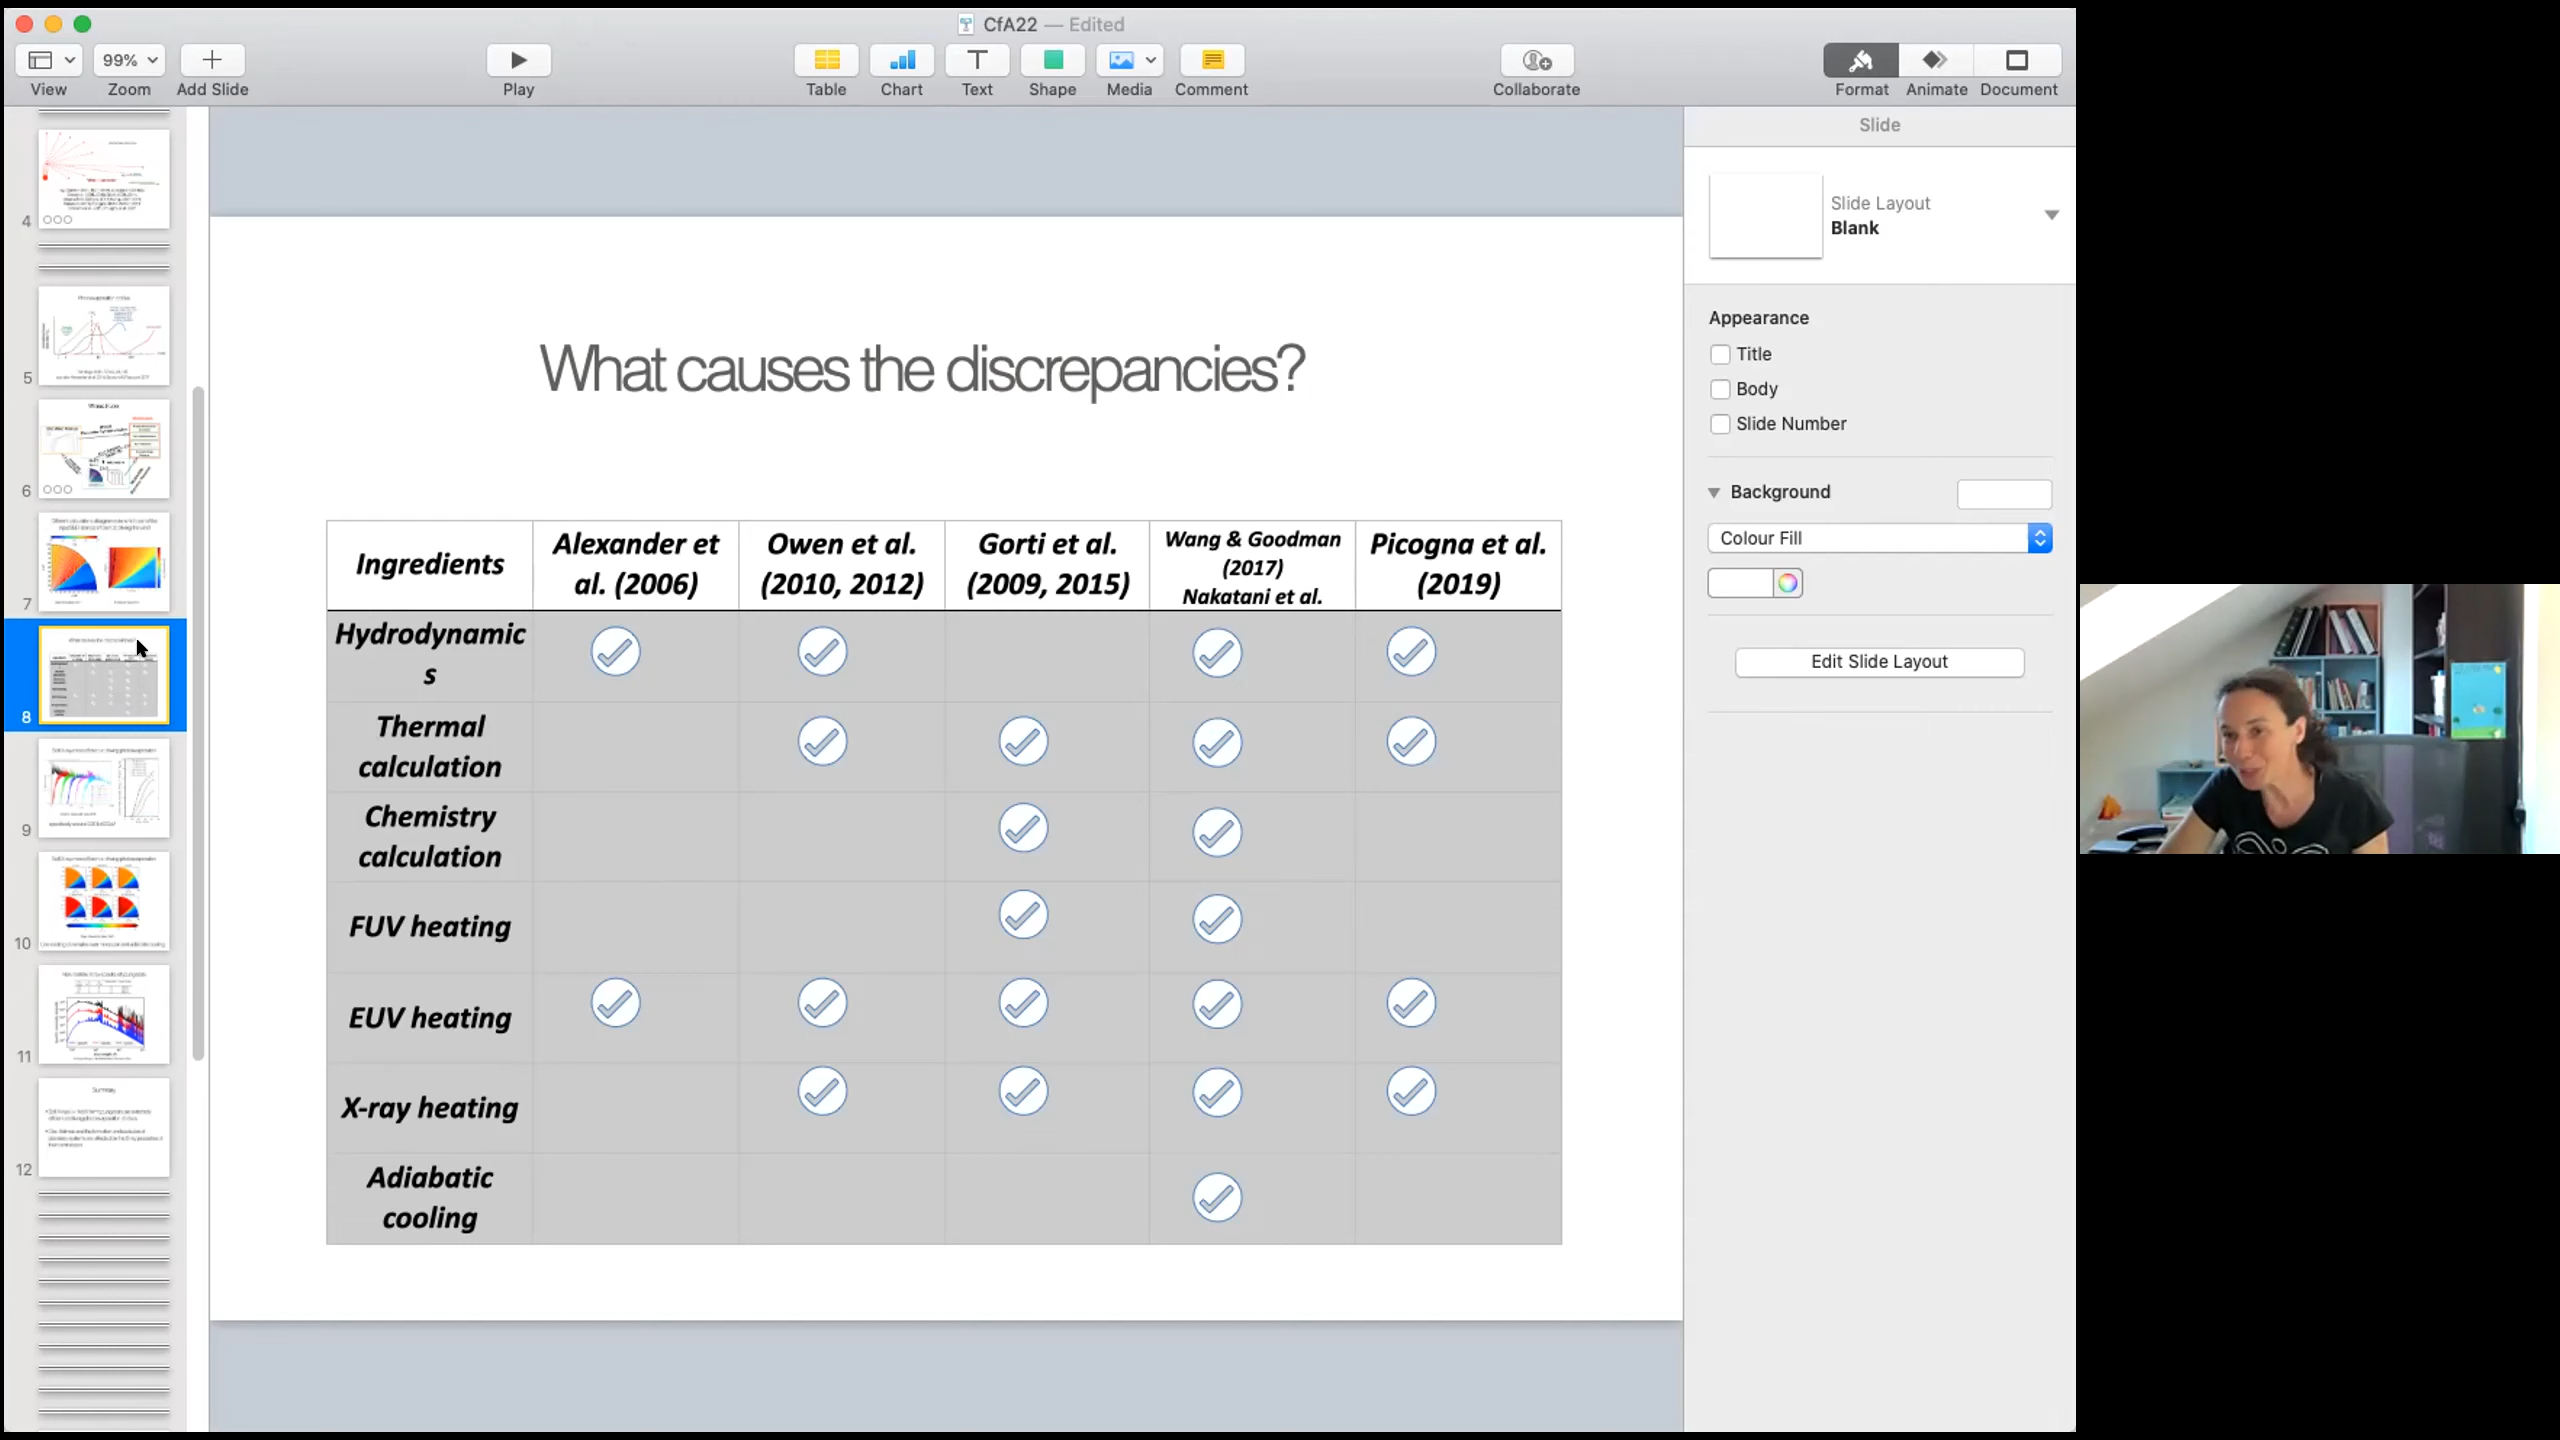 CfA22 — Edited
99%
View
Zoom
Add Slide
Play
Table
Chart
Text
Shape
Media
Comment
Collaborate
Format
Animate
Document
4
5
6
7
8
9
10
11
Summary
12
What causes the discrepancies?
Ingredients
Alexander et
al. (2006)
Owen et al.
(2010, 2012)
Gorti et al.
(2009, 2015)
Wang & Goodman
(2017)
Nakatani et al.
Picogna et al.
(2019)
Hydrodynamic
s
Thermal
calculation
Chemistry
calculation
FUV heating
EUV heating
X-ray heating
Adiabatic
cooling
Slide
Slide Layout
Blank
Appearance
Title
Body
Slide Number
Background
Colour Fill
Edit Slide Layout